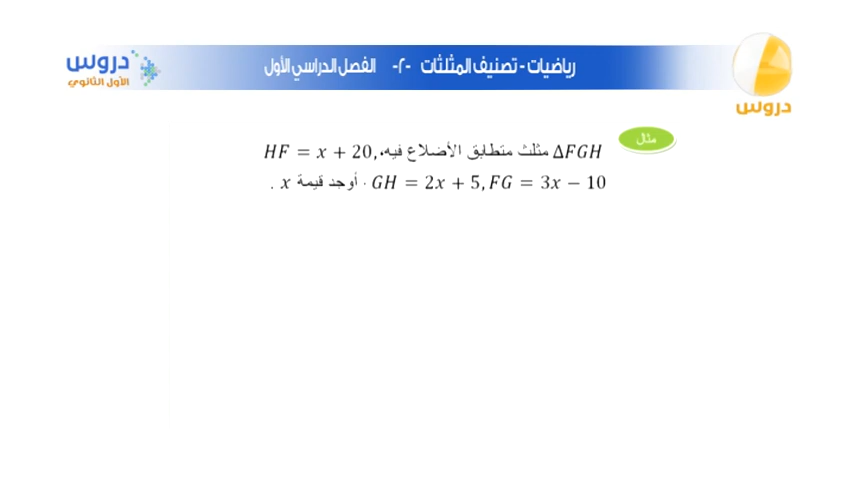 دروس
الأول الثانوي
رياضيات - تصنيف المثلثات -٢- الفصل الدراسي الأول
دروس
مثال
ΔFGH مثلث متطابق الأضلاع فيه، HF = x + 20,
GH = 2x + 5, FG = 3x − 10 . أوجد قيمة x .